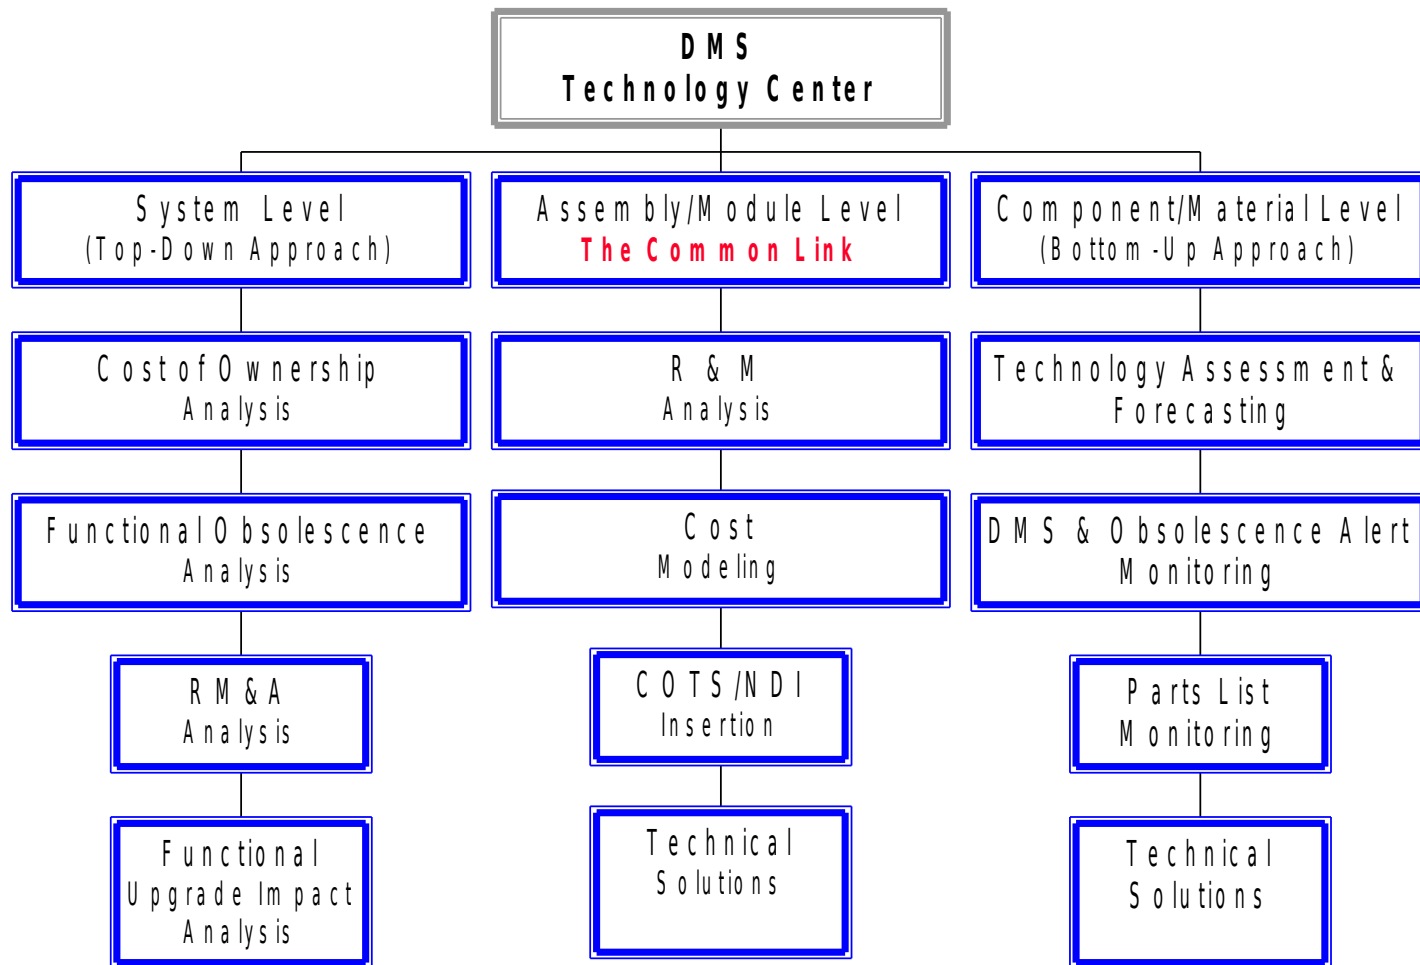 DMS
Technology Center
System Level
(Top-Down Approach)
Assembly/Module Level
The Common Link
Component/Material Level
(Bottom-Up Approach)
Cost of Ownership
Analysis
R & M
Analysis
Technology Assessment &
Forecasting
Functional Obsolescence
Analysis
Cost
Modeling
DMS & Obsolescence Alert
Monitoring
RM&A
Analysis
COTS/NDI
Insertion
Parts List
Monitoring
Functional
Upgrade Impact
Analysis
Technical
Solutions
Technical
Solutions